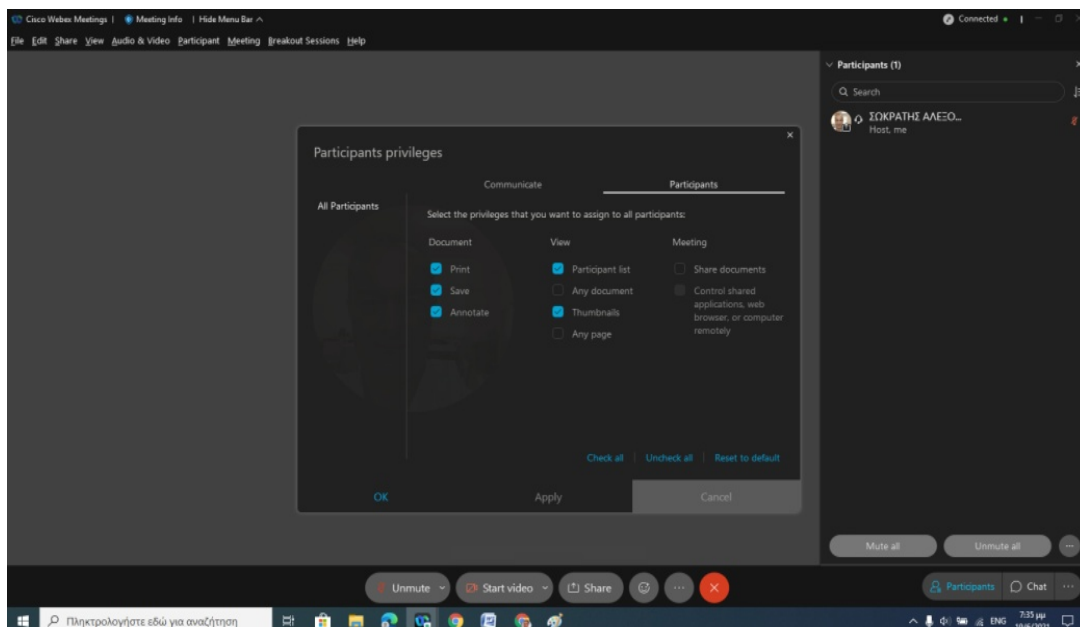 Cisco Webex Meetings | Meeting Info | Hide Menu Bar
Connected
File Edit Share View Audio & Video Participant Meeting Breakout Sessions Help
Participants (1)
Search
ΣΩΚΡΑΤΗΣ ΑΛΕΞΟ...
Host, me
Participants privileges
Communicate
Participants
All Participants
Select the privileges that you want to assign to all participants:
Document
Print
Save
Annotate
View
Participant list
Any document
Thumbnails
Any page
Meeting
Share documents
Control shared
applications, web
browser, or computer
remotely
Check all | Uncheck all | Reset to default
OK
Apply
Cancel
Mute all
Unmute all
Unmute
Start video
Share
Participants
Chat
Πληκτρολογήστε εδώ για αναζήτηση
ENG
7:35 μμ